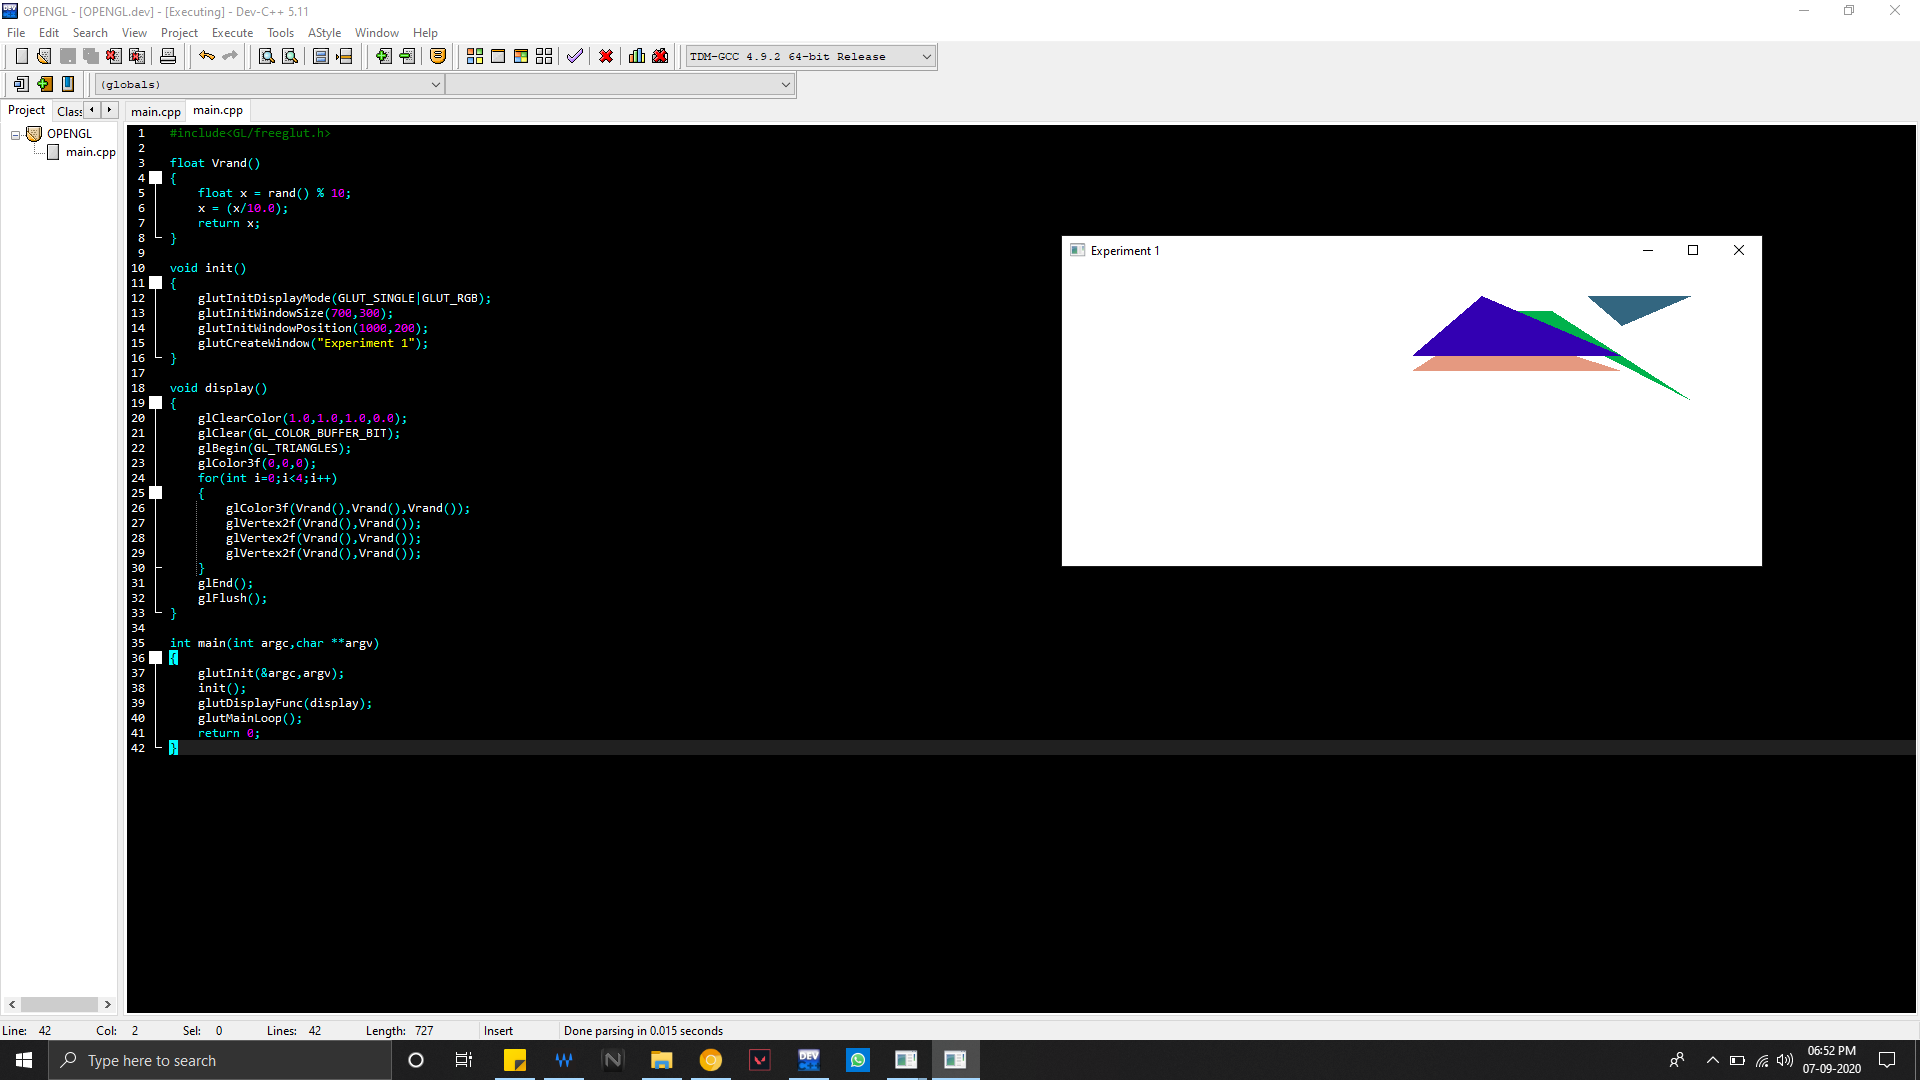 OPENGL - [OPENGL.dev] - [Executing] - Dev-C++ 5.11
File Edit Search View Project Execute Tools AStyle Window Help
TDM-GCC 4.9.2 64-bit Release
(globals)
Project Class main.cpp main.cpp
OPENGL
main.cpp
1 #include<GL/freeglut.h>
2
3 float Vrand()
4 {
5 float x = rand() % 10;
6 x = (x/10.0);
7 return x;
8 }
9
10 void init()
11 {
12 glutInitDisplayMode(GLUT_SINGLE|GLUT_RGB);
13 glutInitWindowSize(700,300);
14 glutInitWindowPosition(1000,200);
15 glutCreateWindow("Experiment 1");
16 }
17
18 void display()
19 {
20 glClearColor(1.0,1.0,1.0,0.0);
21 glClear(GL_COLOR_BUFFER_BIT);
22 glBegin(GL_TRIANGLES);
23 glColor3f(0,0,0);
24 for(int i=0;i<4;i++)
25 {
26 glColor3f(Vrand(),Vrand(),Vrand());
27 glVertex2f(Vrand(),Vrand());
28 glVertex2f(Vrand(),Vrand());
29 glVertex2f(Vrand(),Vrand());
30 }
31 glEnd();
32 glFlush();
33 }
34
35 int main(int argc,char **argv)
36 {
37 glutInit(&argc,argv);
38 init();
39 glutDisplayFunc(display);
40 glutMainLoop();
41 return 0;
42 }
Experiment 1
Line: 42 Col: 2 Sel: 0 Lines: 42 Length: 727 Insert Done parsing in 0.015 seconds
Type here to search
DEV
C++
06:52 PM
07-09-2020